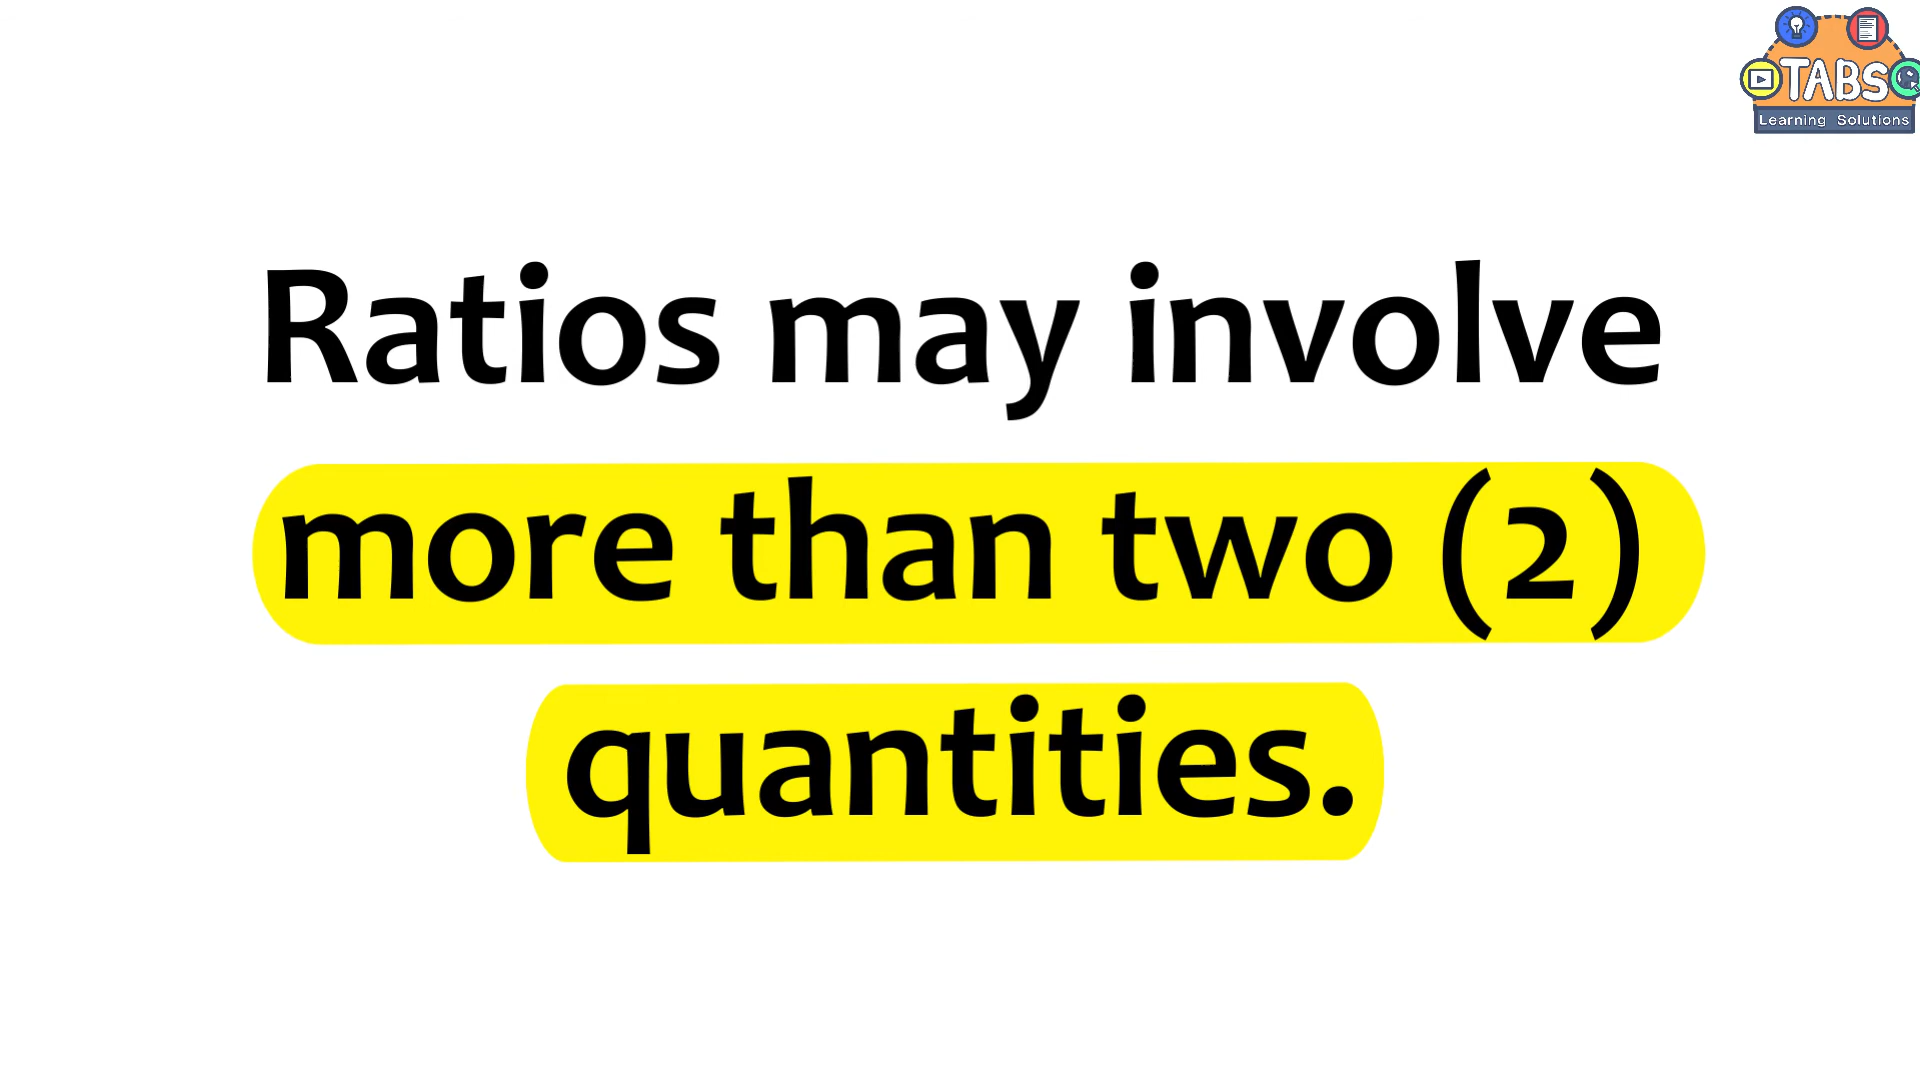 TABS
Learning Solutions
Ratios may involve
more than two (2)
quantities.